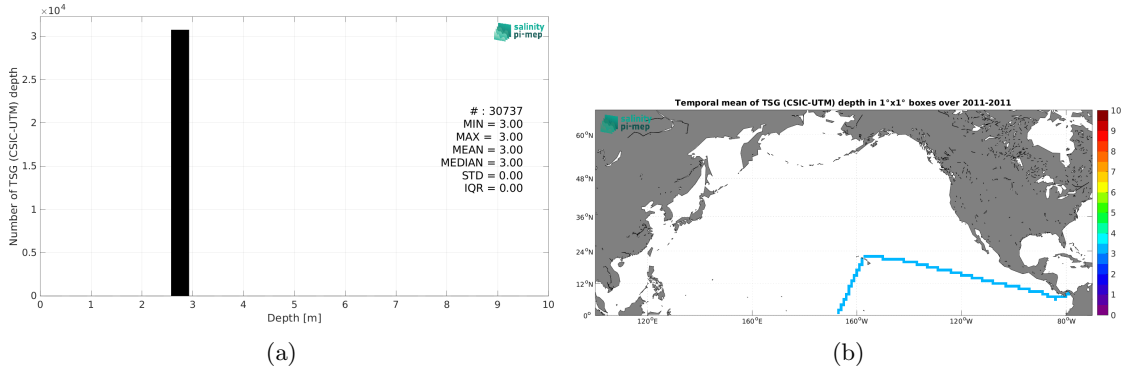 ×10⁴
salinity
pi-mep
Number of TSG (CSIC-UTM) depth
3
2.5
2
1.5
1
0.5
0
# : 30737
MIN = 3.00
MAX = 3.00
MEAN = 3.00
MEDIAN = 3.00
STD = 0.00
IQR = 0.00
0 1 2 3 4 5 6 7 8 9 10
Depth [m]
(a)
Temporal mean of TSG (CSIC-UTM) depth in 1°x1° boxes over 2011-2011
salinity
pi-mep
60°N
48°N
36°N
24°N
12°N
0°
120°E 160°E 160°W 120°W 80°W
10
9
8
7
6
5
4
3
2
1
0
(b)